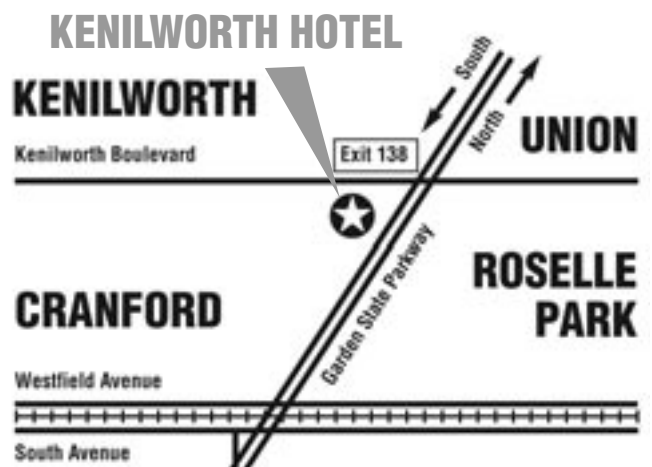 KENILWORTH HOTEL
KENILWORTH
South
North
UNION
Kenilworth Boulevard
Exit 138
Garden State Parkway
ROSELLE
PARK
CRANFORD
Westfield Avenue
South Avenue